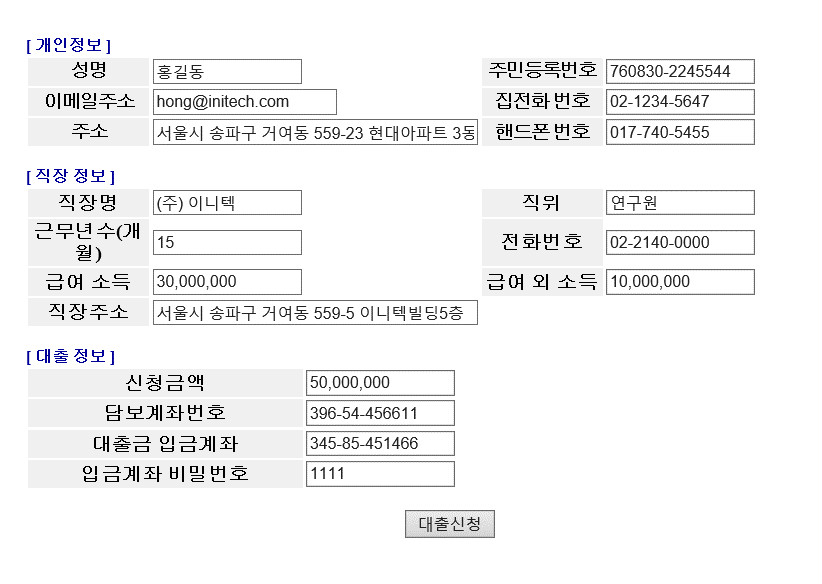 [ 개인정보 ]
성명 홍길동 주민등록번호 760830-2245544
이메일주소 hong@initech.com 집전화번호 02-1234-5647
주소 서울시 송파구 거여동 559-23 현대아파트 3동 핸드폰번호 017-740-5455
[ 직장 정보 ]
직장명 (주) 이니텍 직위 연구원
근무년수(개
월) 15 전화번호 02-2140-0000
급여 소득 30,000,000 급여 외 소득 10,000,000
직장주소 서울시 송파구 거여동 559-5 이니텍빌딩5층
[ 대출 정보 ]
신청금액 50,000,000
담보계좌번호 396-54-456611
대출금 입금계좌 345-85-451466
입금계좌 비밀번호 1111
대출신청